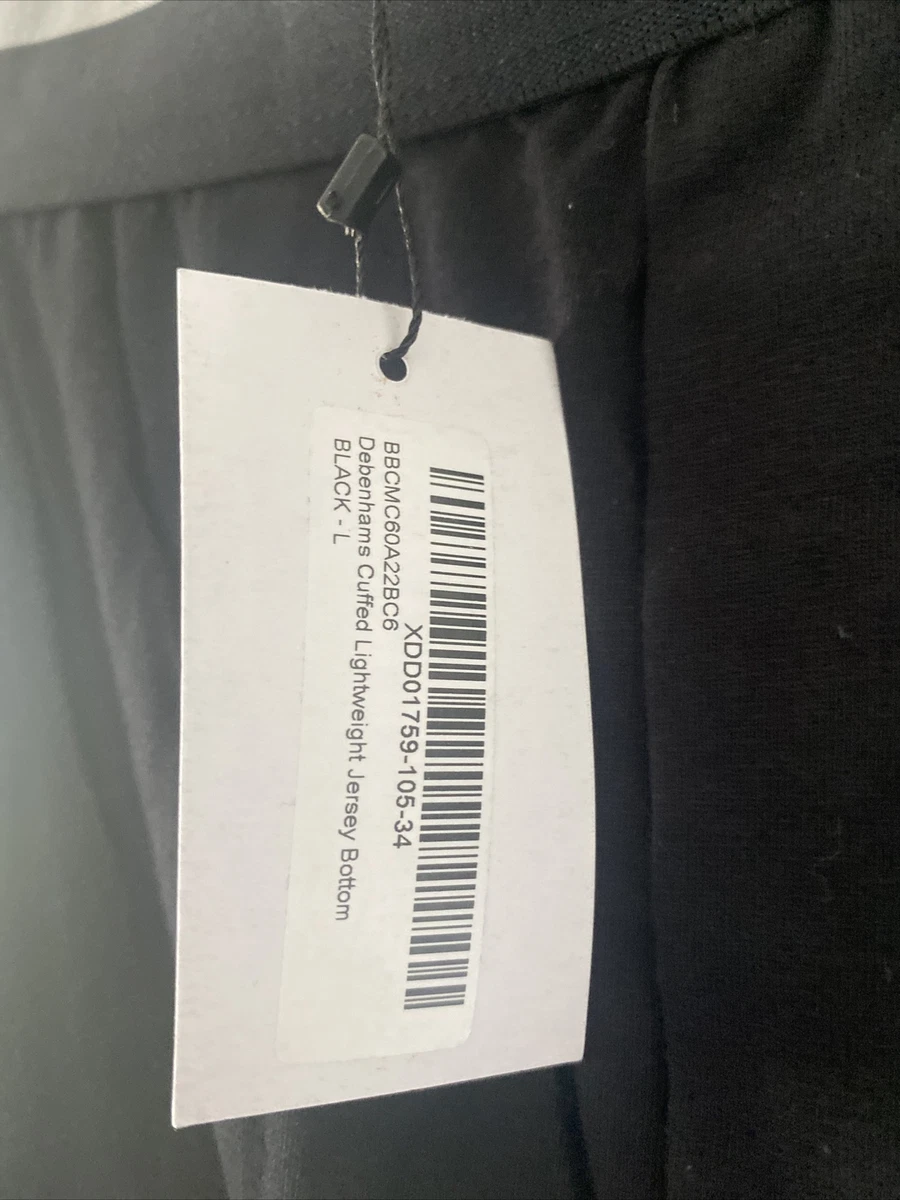 XDD01759-105-34
BBCMC60A22BC6
Debenhams Cuffed Lightweight Jersey Bottom
BLACK - L